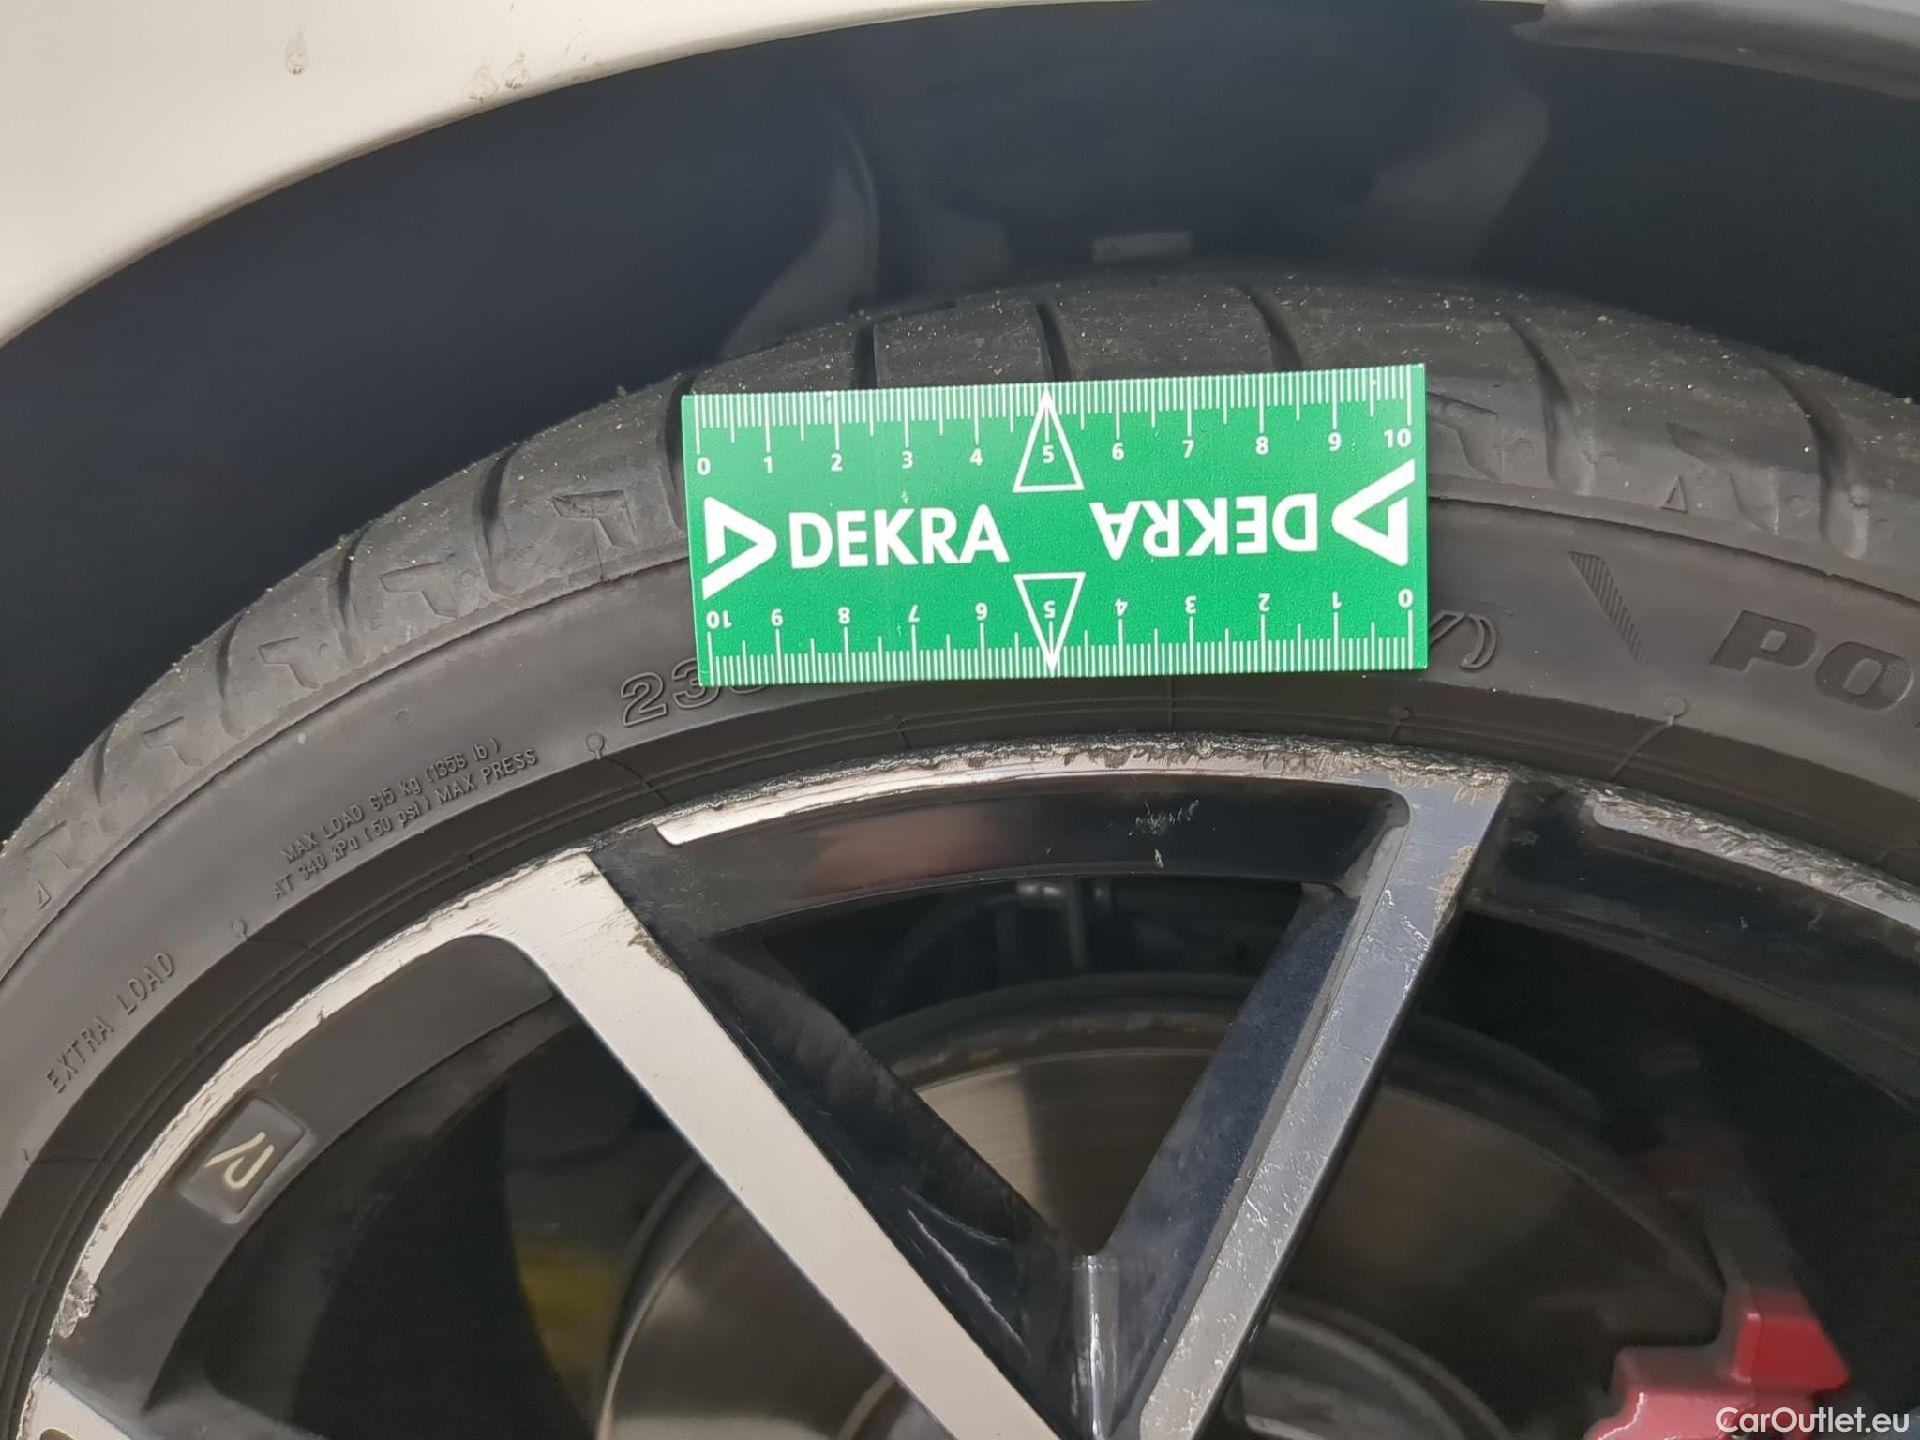 0 1 2 3 4 5 6 7 8 9 10
DEKRA DEKRA
10 9 8 7 6 5 4 3 2 1 0
Y)
PO
MAX LOAD 615 kg (1356 lb)
AT 340 kPa (50 psi) MAX PRESS
EXTRA LOAD
CarOutlet.eu